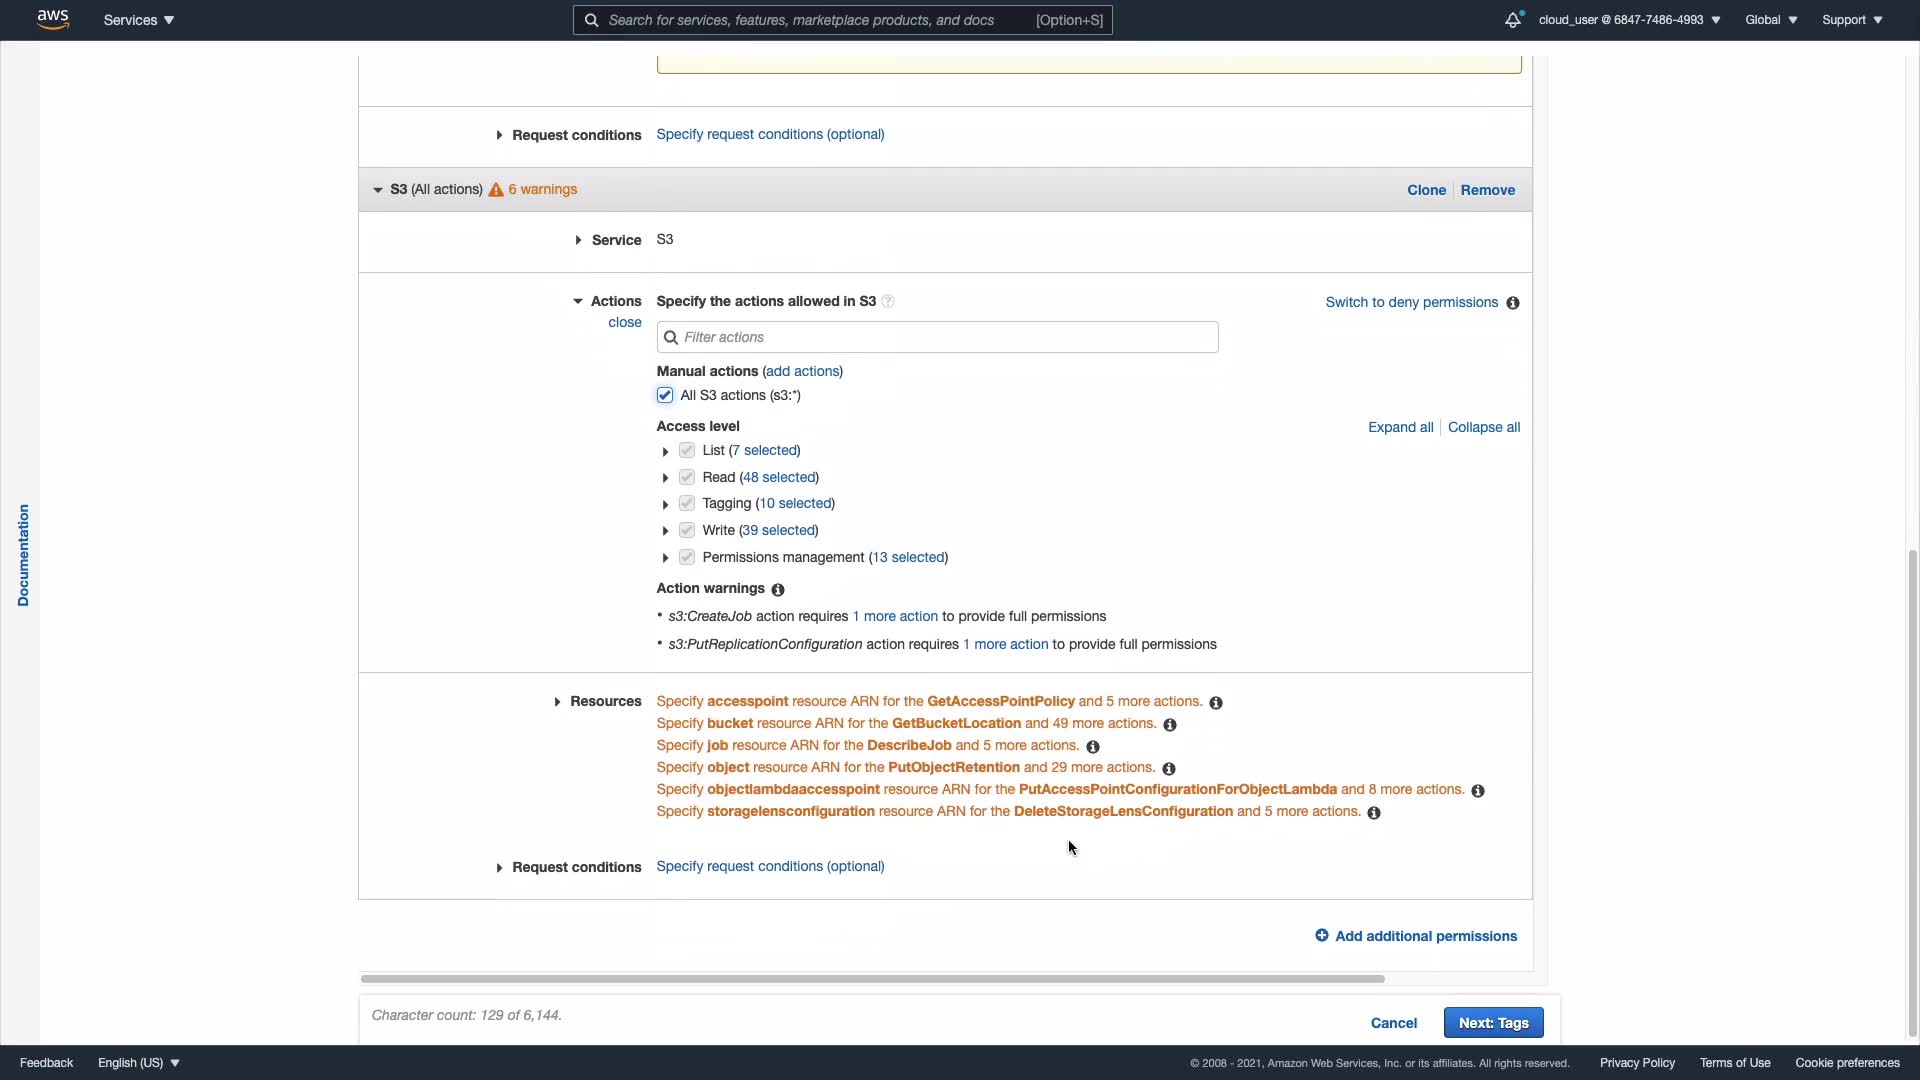 aws Services Search for services, features, marketplace products, and docs [Option+S] cloud_user @ 6847-7486-4993 Global Support
Request conditions Specify request conditions (optional)
S3 (All actions) 6 warnings Clone Remove
Service S3
Actions Specify the actions allowed in S3 Switch to deny permissions
close
Filter actions
Manual actions (add actions)
All S3 actions (s3:*)
Access level Expand all Collapse all
List (7 selected)
Read (48 selected)
Tagging (10 selected)
Write (39 selected)
Permissions management (13 selected)
Documentation
Action warnings
• s3:CreateJob action requires 1 more action to provide full permissions
• s3:PutReplicationConfiguration action requires 1 more action to provide full permissions
Resources Specify accesspoint resource ARN for the GetAccessPointPolicy and 5 more actions.
Specify bucket resource ARN for the GetBucketLocation and 49 more actions.
Specify job resource ARN for the DescribeJob and 5 more actions.
Specify object resource ARN for the PutObjectRetention and 29 more actions.
Specify objectlambdaaccesspoint resource ARN for the PutAccessPointConfigurationForObjectLambda and 8 more actions.
Specify storagelensconfiguration resource ARN for the DeleteStorageLensConfiguration and 5 more actions.
Request conditions Specify request conditions (optional)
Add additional permissions
Character count: 129 of 6,144. Cancel Next: Tags
Feedback English (US) © 2008 - 2021, Amazon Web Services, Inc. or its affiliates. All rights reserved. Privacy Policy Terms of Use Cookie preferences